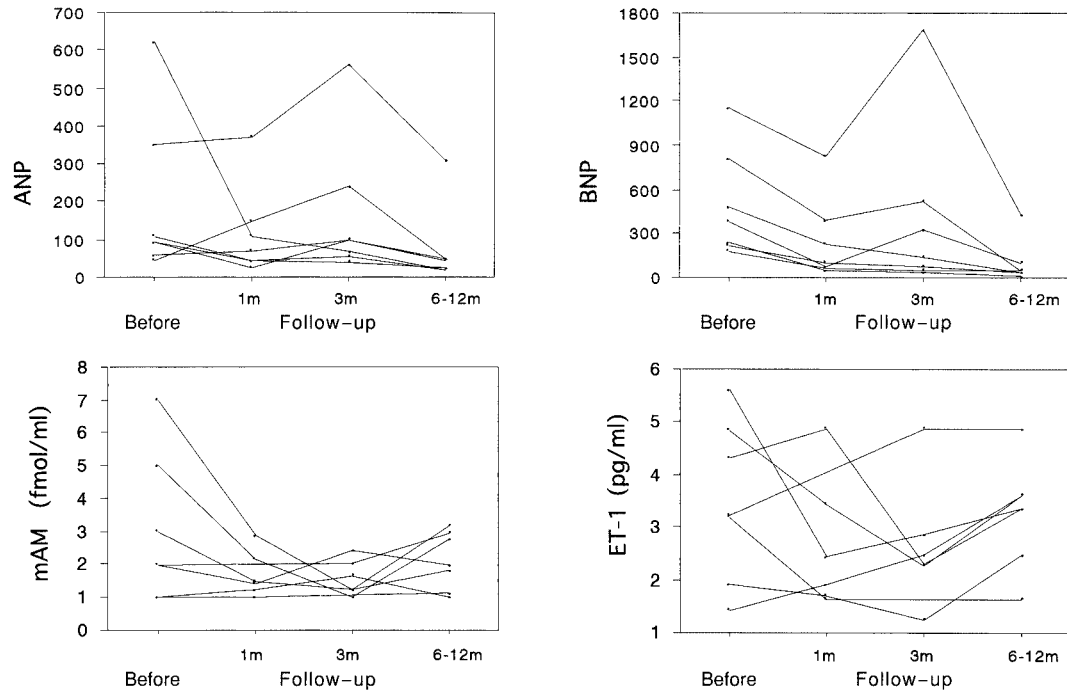 700
600
500
400
300
200
100
0
ANP
1m
3m
6-12m
Before
Follow-up
1800
1500
1200
900
600
300
0
BNP
1m
3m
6-12m
Before
Follow-up
8
7
6
5
4
3
2
1
0
mAM (fmol/ml)
1m
3m
6-12m
Before
Follow-up
6
5
4
3
2
1
ET-1 (pg/ml)
1m
3m
6-12m
Before
Follow-up